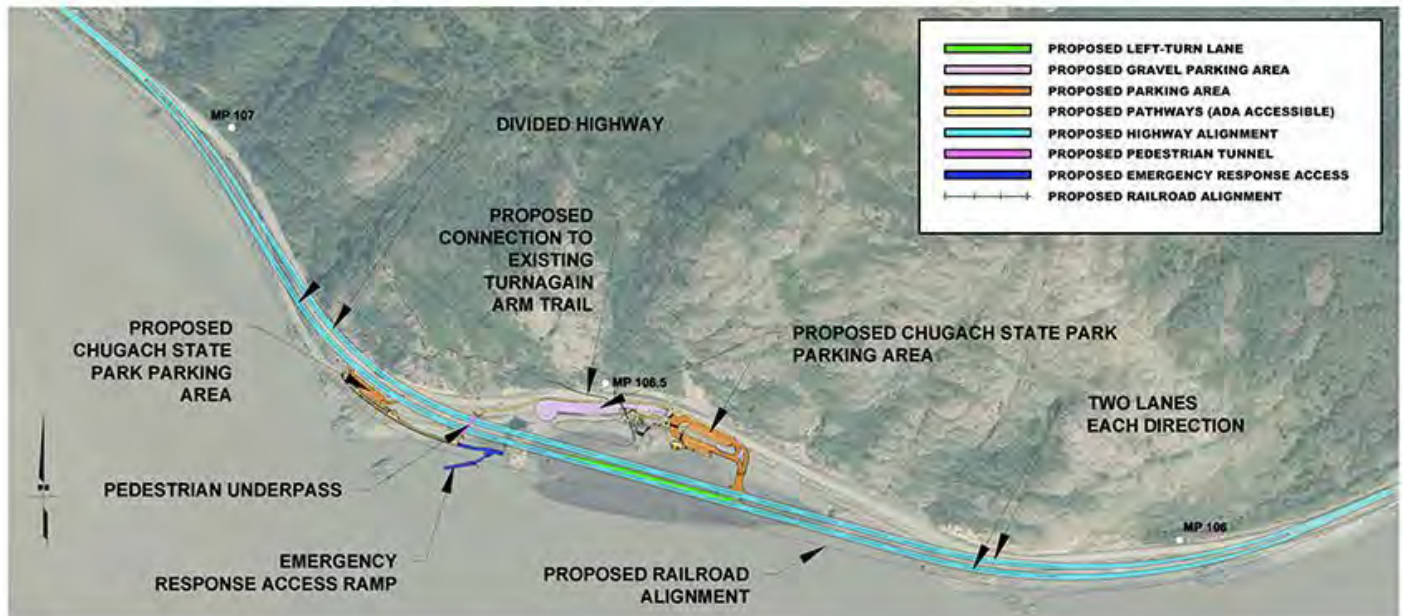 PROPOSED LEFT-TURN LANE
PROPOSED GRAVEL PARKING AREA
PROPOSED PARKING AREA
PROPOSED PATHWAYS (ADA ACCESSIBLE)
PROPOSED HIGHWAY ALIGNMENT
PROPOSED PEDESTRIAN TUNNEL
PROPOSED EMERGENCY RESPONSE ACCESS
PROPOSED RAILROAD ALIGNMENT
MP 107
DIVIDED HIGHWAY
PROPOSED
CONNECTION TO
EXISTING
TURNAGAIN
ARM TRAIL
PROPOSED
CHUGACH STATE
PARK PARKING
AREA
PROPOSED CHUGACH STATE PARK
PARKING AREA
MP 106.5
TWO LANES
EACH DIRECTION
PEDESTRIAN UNDERPASS
MP 106
EMERGENCY
RESPONSE ACCESS RAMP
PROPOSED RAILROAD
ALIGNMENT